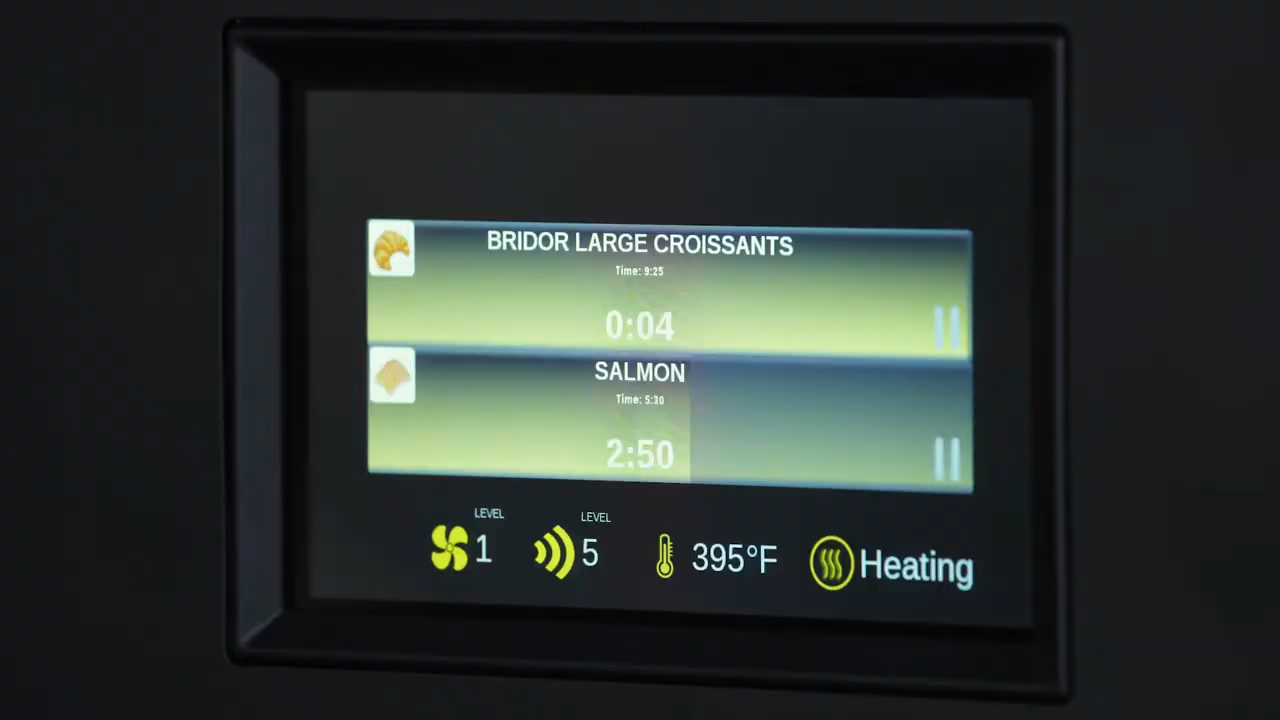 BRIDOR LARGE CROISSANTS
Time: 9:25
0:04
SALMON
Time: 5:30
2:50
LEVEL
1
LEVEL
5
395°F
Heating